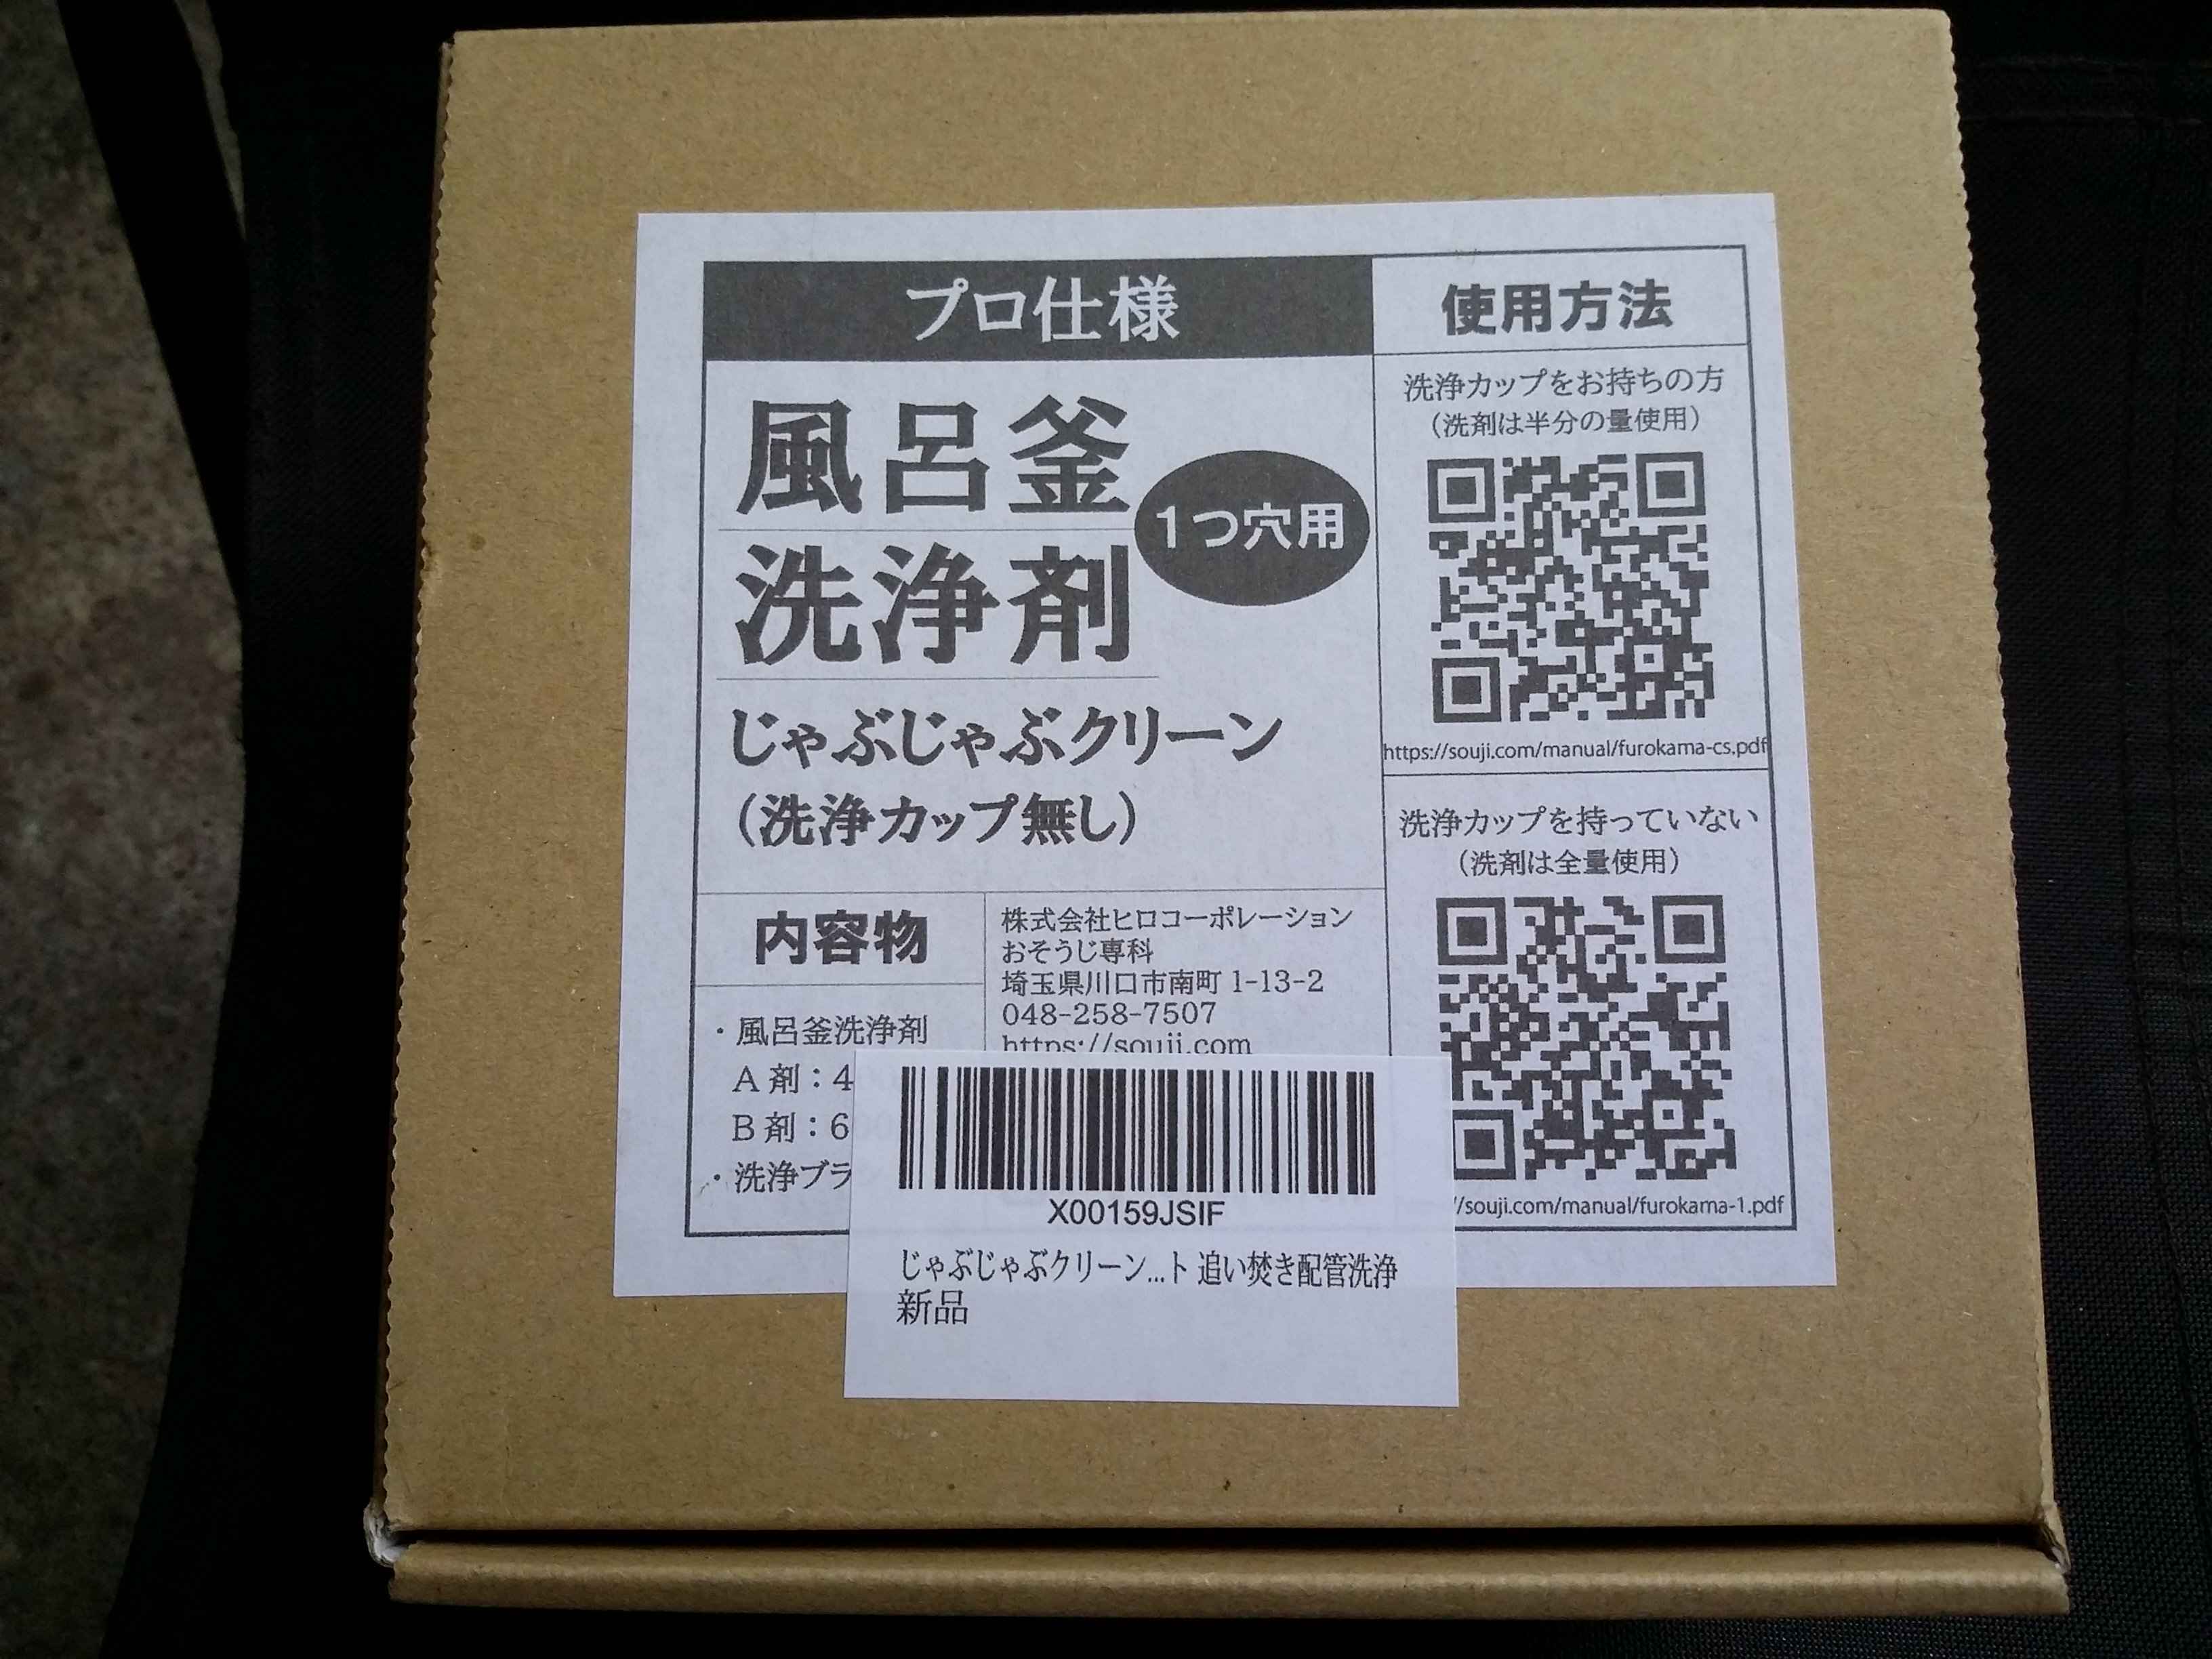 プロ仕様
風呂釜
洗浄剤
1つ穴用
じゃぶじゃぶクリーン
（洗浄カップ無し）
内容物
・風呂釜洗浄剤
A剤：4
B剤：6
・洗浄ブラ
株式会社ヒロコーポレーション
おそうじ専科
埼玉県川口市南町 1-13-2
048-258-7507
https://souji.com
使用方法
洗浄カップをお持ちの方
（洗剤は半分の量使用）
https://souji.com/manual/furokama-cs.pdf
洗浄カップを持っていない
（洗剤は全量使用）
//souji.com/manual/furokama-1.pdf
X00159JSIF
じゃぶじゃぶクリーン...ト 追い焚き配管洗浄
新品